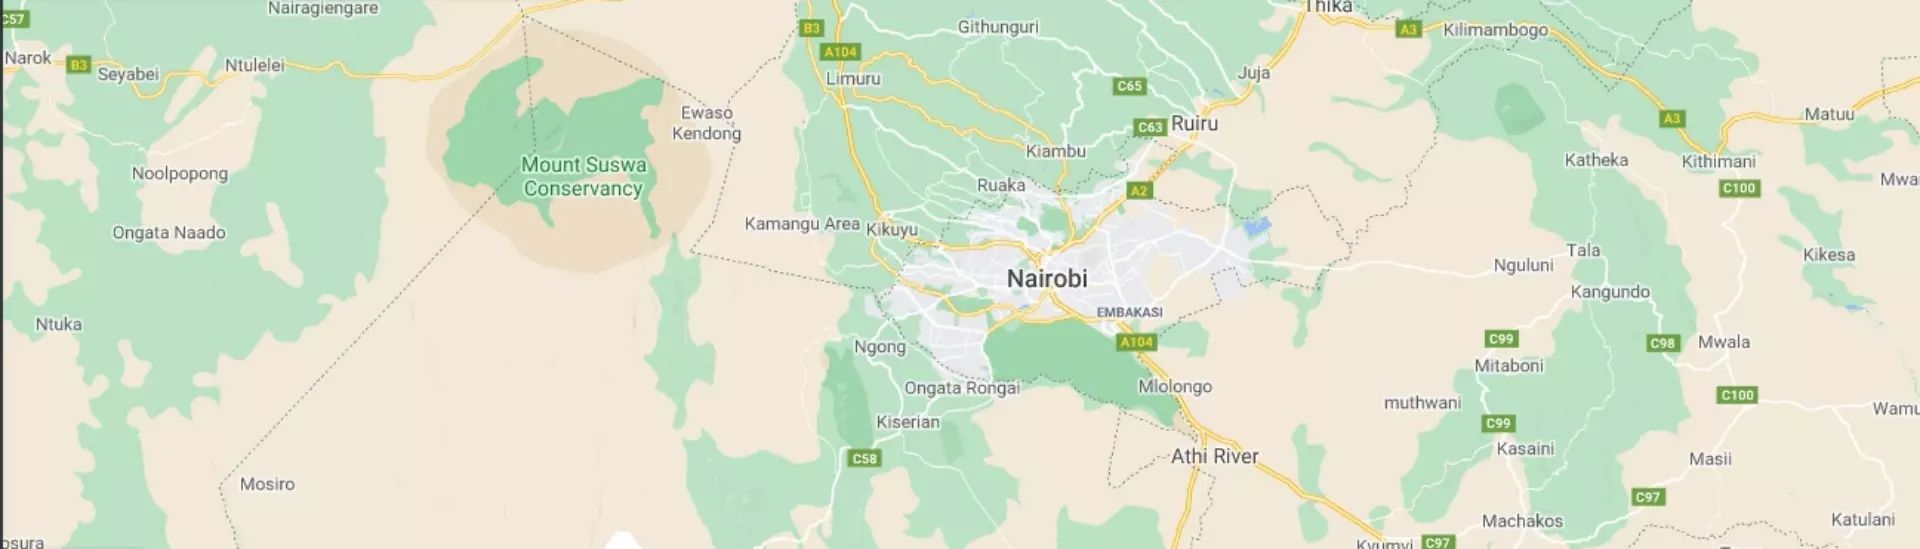 Nairagiengare
Thika
C57
B3
Githunguri
A3
Kilimambogo
A104
Narok
B3
Seyabei
Ntulelei
Limuru
Juja
C65
Ewaso
Kendong
Matuu
A3
C63
Ruiru
Kiambu
Katheka
Kithimani
Noolpopong
Mount Suswa
Conservancy
Ruaka
A2
C100
Mwa
Ongata Naado
Kamangu Area
Kikuyu
Tala
Kikesa
Nguluni
Nairobi
Kangundo
EMBAKASI
Ntuka
C99
A104
C98
Mwala
Ngong
Mitaboni
Ongata Rongai
Mlolongo
C100
muthwani
Wamu
Kiserian
C99
Kasaini
C58
Athi River
Masii
Mosiro
C97
Machakos
Katulani
osura
Kyumvi
C97